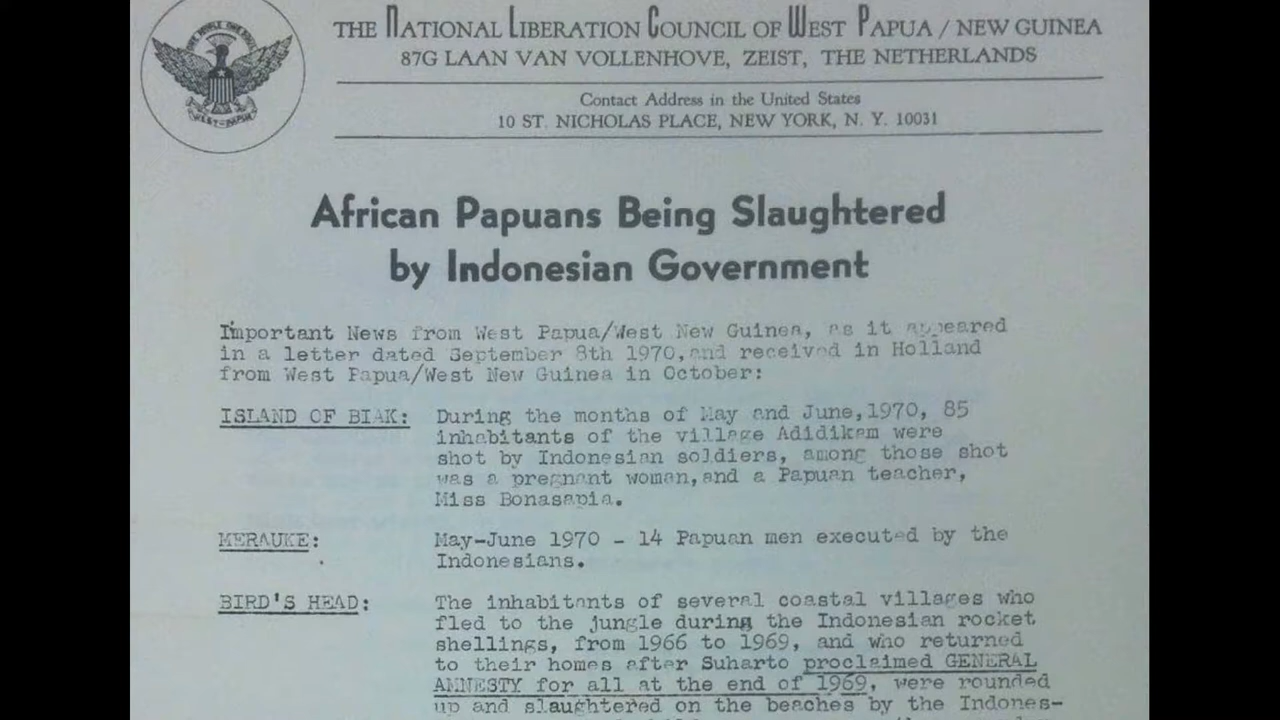 THE NATIONAL LIBERATION COUNCIL OF WEST PAPUA / NEW GUINEA
87G LAAN VAN VOLLENHOVE, ZEIST, THE NETHERLANDS
Contact Address in the United States
10 ST. NICHOLAS PLACE, NEW YORK, N. Y. 10031
WEST-PAPUA
African Papuans Being Slaughtered
by Indonesian Government
Important News from West Papua/West New Guinea, as it appeared
in a letter dated September 8th 1970,and received in Holland
from West Papua/West New Guinea in October:
ISLAND OF BIAK: During the months of May and June,1970, 85
inhabitants of the village Adidikam were
shot by Indonesian soldiers, among those shot
was a pregnant woman,and a Papuan teacher,
Miss Bonasapia.
MERAUKE: May-June 1970 - 14 Papuan men executed by the
Indonesians.
BIRD'S HEAD: The inhabitants of several coastal villages who
fled to the jungle during the Indonesian rocket
shellings, from 1966 to 1969, and who returned
to their homes after Suharto proclaimed GENERAL
AMNESTY for all at the end of 1969, were rounded
up and slaughtered on the beaches by the Indones-